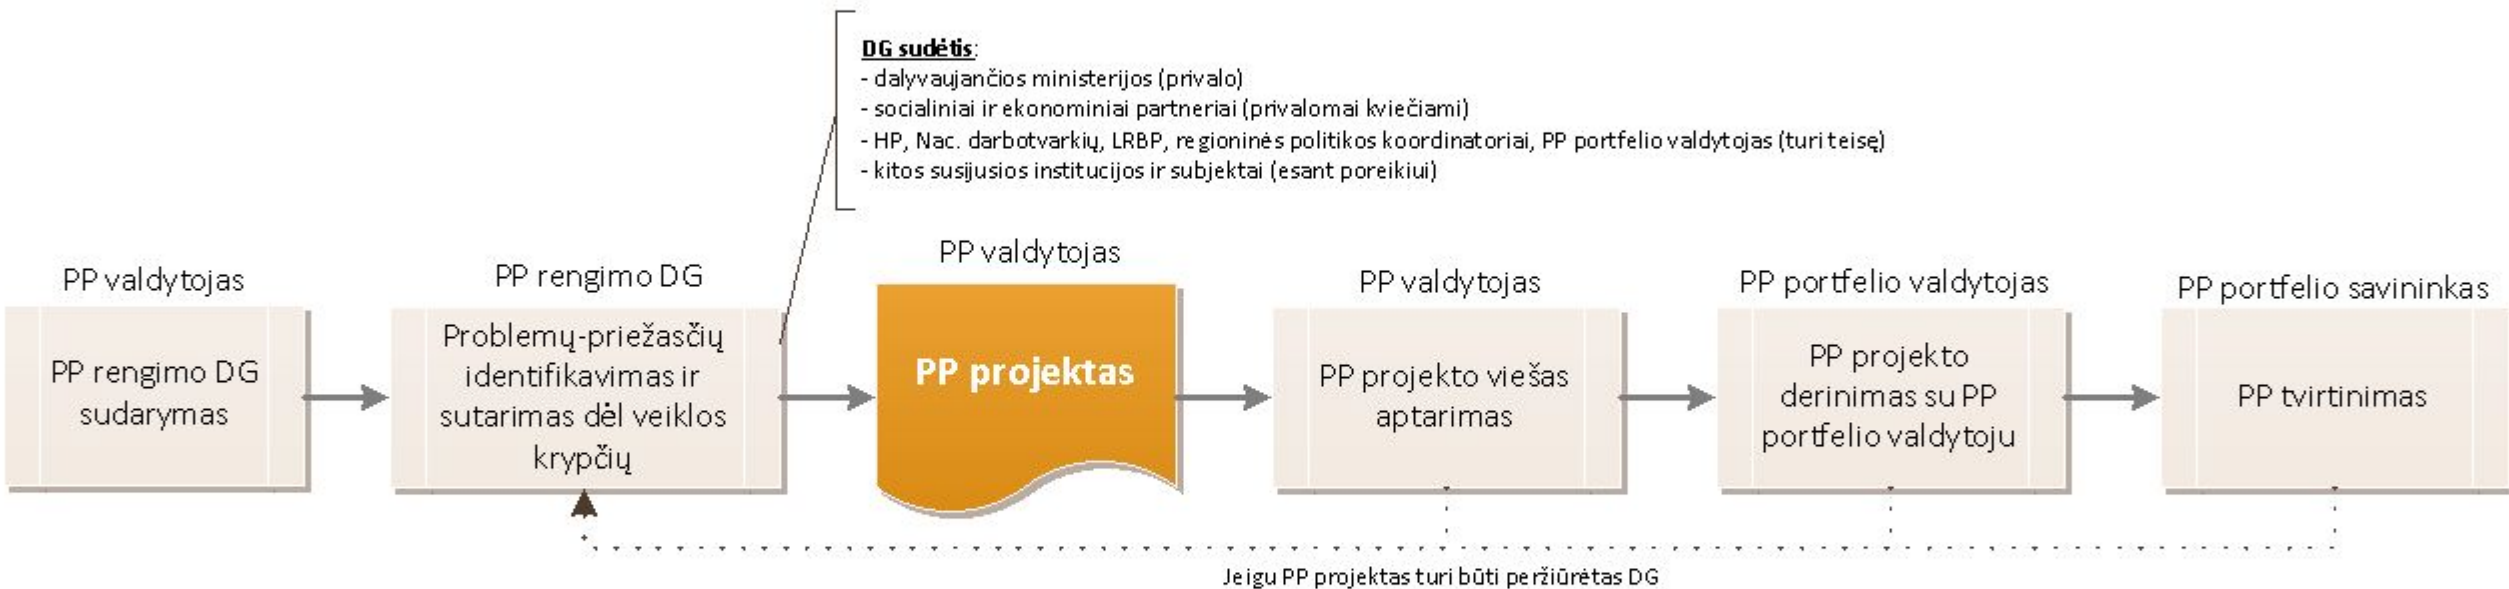 DG sudėtis:
- dalyvaujančios ministerijos (privalo)
- socialiniai ir ekonominiai partneriai (privalomai kviečiami)
- HP, Nac. darbotvarkių, LRBP, regioninės politikos koordinatoriai, PP portfelio valdytojas (turi teisę)
- kitos susijusios institucijos ir subjektai (esant poreikiui)
PP valdytojas
PP rengimo DG
sudarymas
PP rengimo DG
Problemų-priežasčių
identifikavimas ir
sutarimas dėl veiklos
krypčių
PP valdytojas
PP projektas
PP valdytojas
PP projekto viešas
aptarimas
PP portfelio valdytojas
PP projekto
derinimas su PP
portfelio valdytoju
PP portfelio savininkas
PP tvirtinimas
Jeigu PP projektas turi būti peržiūrėtas DG